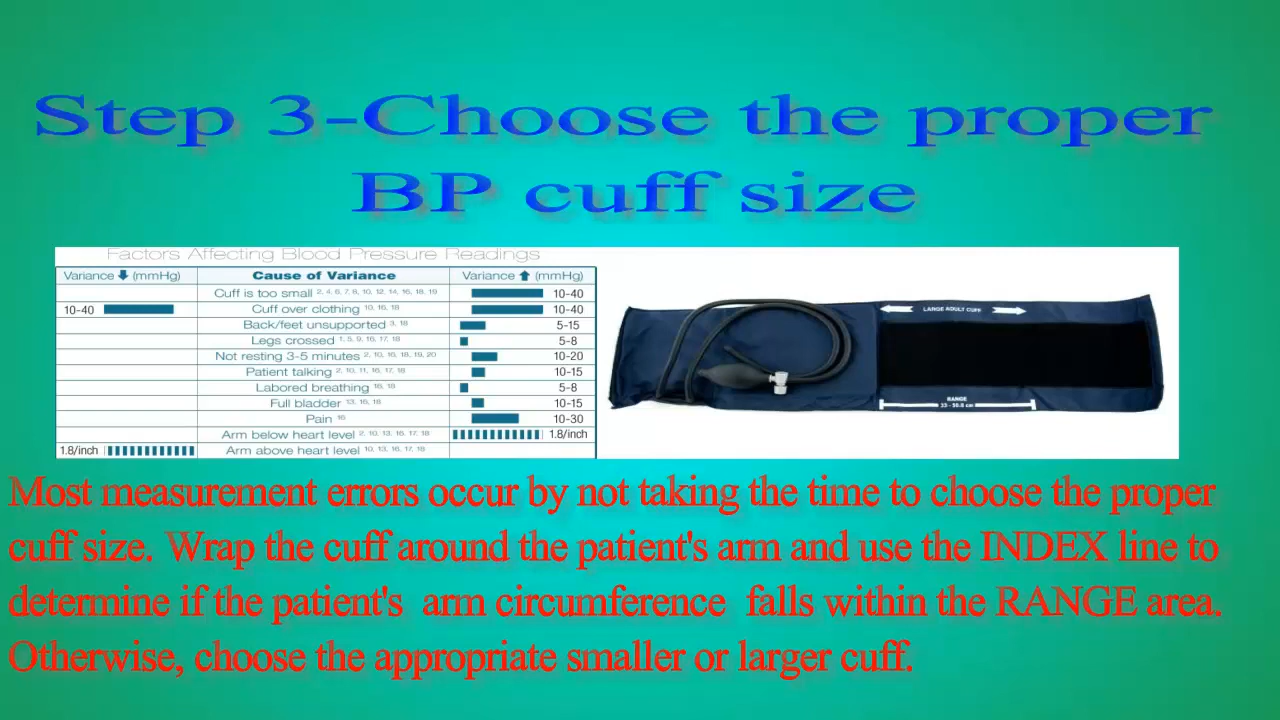 Step 3-Choose the proper
BP cuff size
Factors Affecting Blood Pressure Readings
Variance (mmHg) Cause of Variance Variance (mmHg)
Cuff is too small 2, 4, 6, 7, 8, 10, 12, 14, 16, 18, 19 10-40
10-40 Cuff over clothing 10, 16, 18 10-40
Back/feet unsupported 3, 18 5-15
Legs crossed 1, 5, 9, 16, 17, 18 5-8
Not resting 3-5 minutes 2, 10, 16, 18, 19, 20 10-20
Patient talking 2, 10, 11, 16, 17, 18 10-15
Labored breathing 16, 18 5-8
Full bladder 13, 16, 18 10-15
Pain 16 10-30
Arm below heart level 2, 10, 13, 16, 17, 18 1.8/inch
1.8/inch Arm above heart level 10, 13, 16, 17, 18
LARGE ADULT CUFF
RANGE
Most measurement errors occur by not taking the time to choose the proper
cuff size. Wrap the cuff around the patient's arm and use the INDEX line to
determine if the patient's arm circumference falls within the RANGE area.
Otherwise, choose the appropriate smaller or larger cuff.